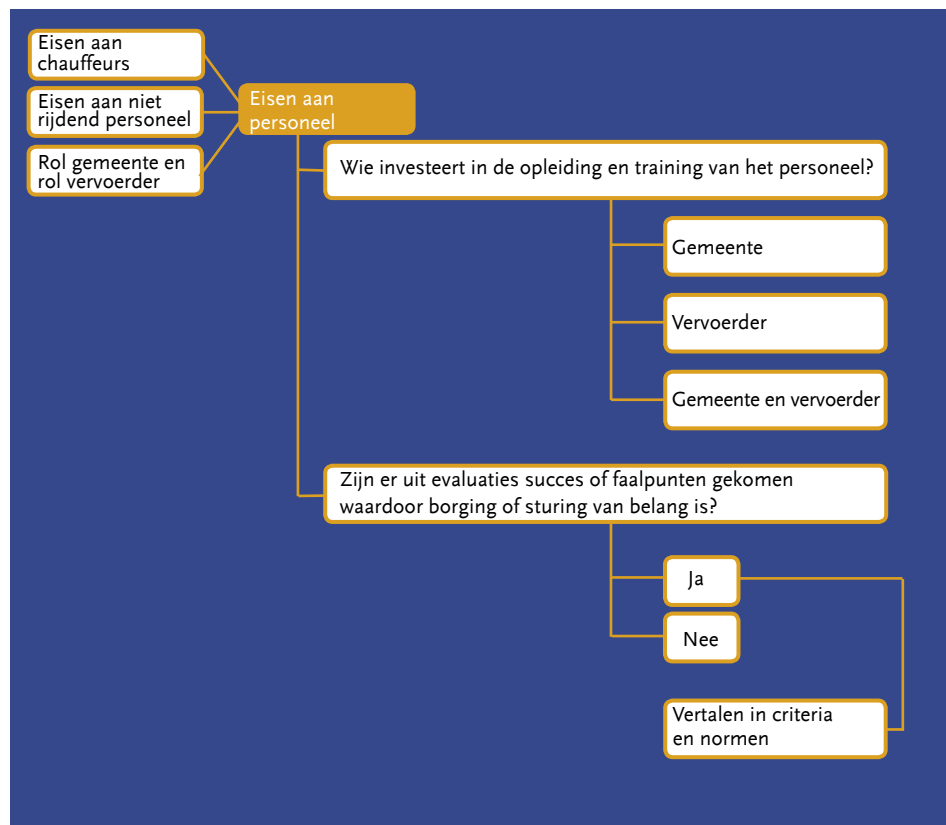 Eisen aan
chauffeurs
Eisen aan niet
rijdend personeel
Rol gemeente en
rol vervoerder
Eisen aan
personeel
Wie investeert in de opleiding en training van het personeel?
Gemeente
Vervoerder
Gemeente en vervoerder
Zijn er uit evaluaties succes of faalpunten gekomen
waardoor borging of sturing van belang is?
Ja
Nee
Vertalen in criteria
en normen